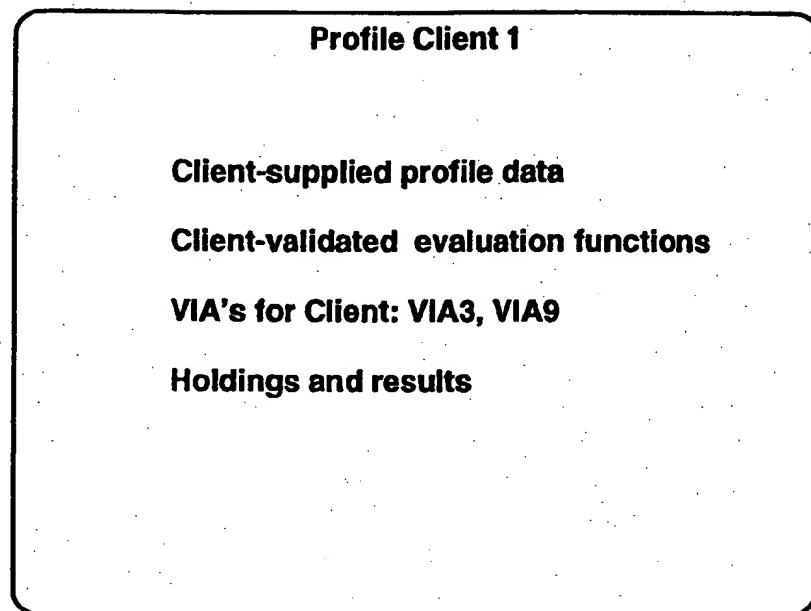 Profile Client 1
Client-supplied profile data
Client-validated evaluation functions
VIA's for Client: VIA3, VIA9
Holdings and results